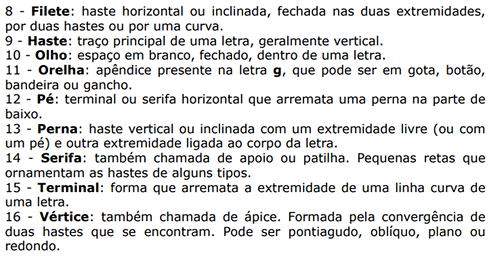 8 - Filete: haste horizontal ou inclinada, fechada nas duas extremidades,
por duas hastes ou por uma curva.
9 - Haste: traço principal de uma letra, geralmente vertical.
10 - Olho: espaço em branco, fechado, dentro de uma letra.
11 - Orelha: apêndice presente na letra g, que pode ser em gota, botão,
bandeira ou gancho.
12 - Pé: terminal ou serifa horizontal que arremata uma perna na parte de
baixo.
13 - Perna: haste vertical ou inclinada com um extremidade livre (ou com
um pé) e outra extremidade ligada ao corpo da letra.
14 - Serifa: também chamada de apoio ou patilha. Pequenas retas que
ornamentam as hastes de alguns tipos.
15 - Terminal: forma que arremata a extremidade de uma linha curva de
uma letra.
16 - Vértice: também chamada de ápice. Formada pela convergência de
duas hastes que se encontram. Pode ser pontiagudo, oblíquo, plano ou
redondo.